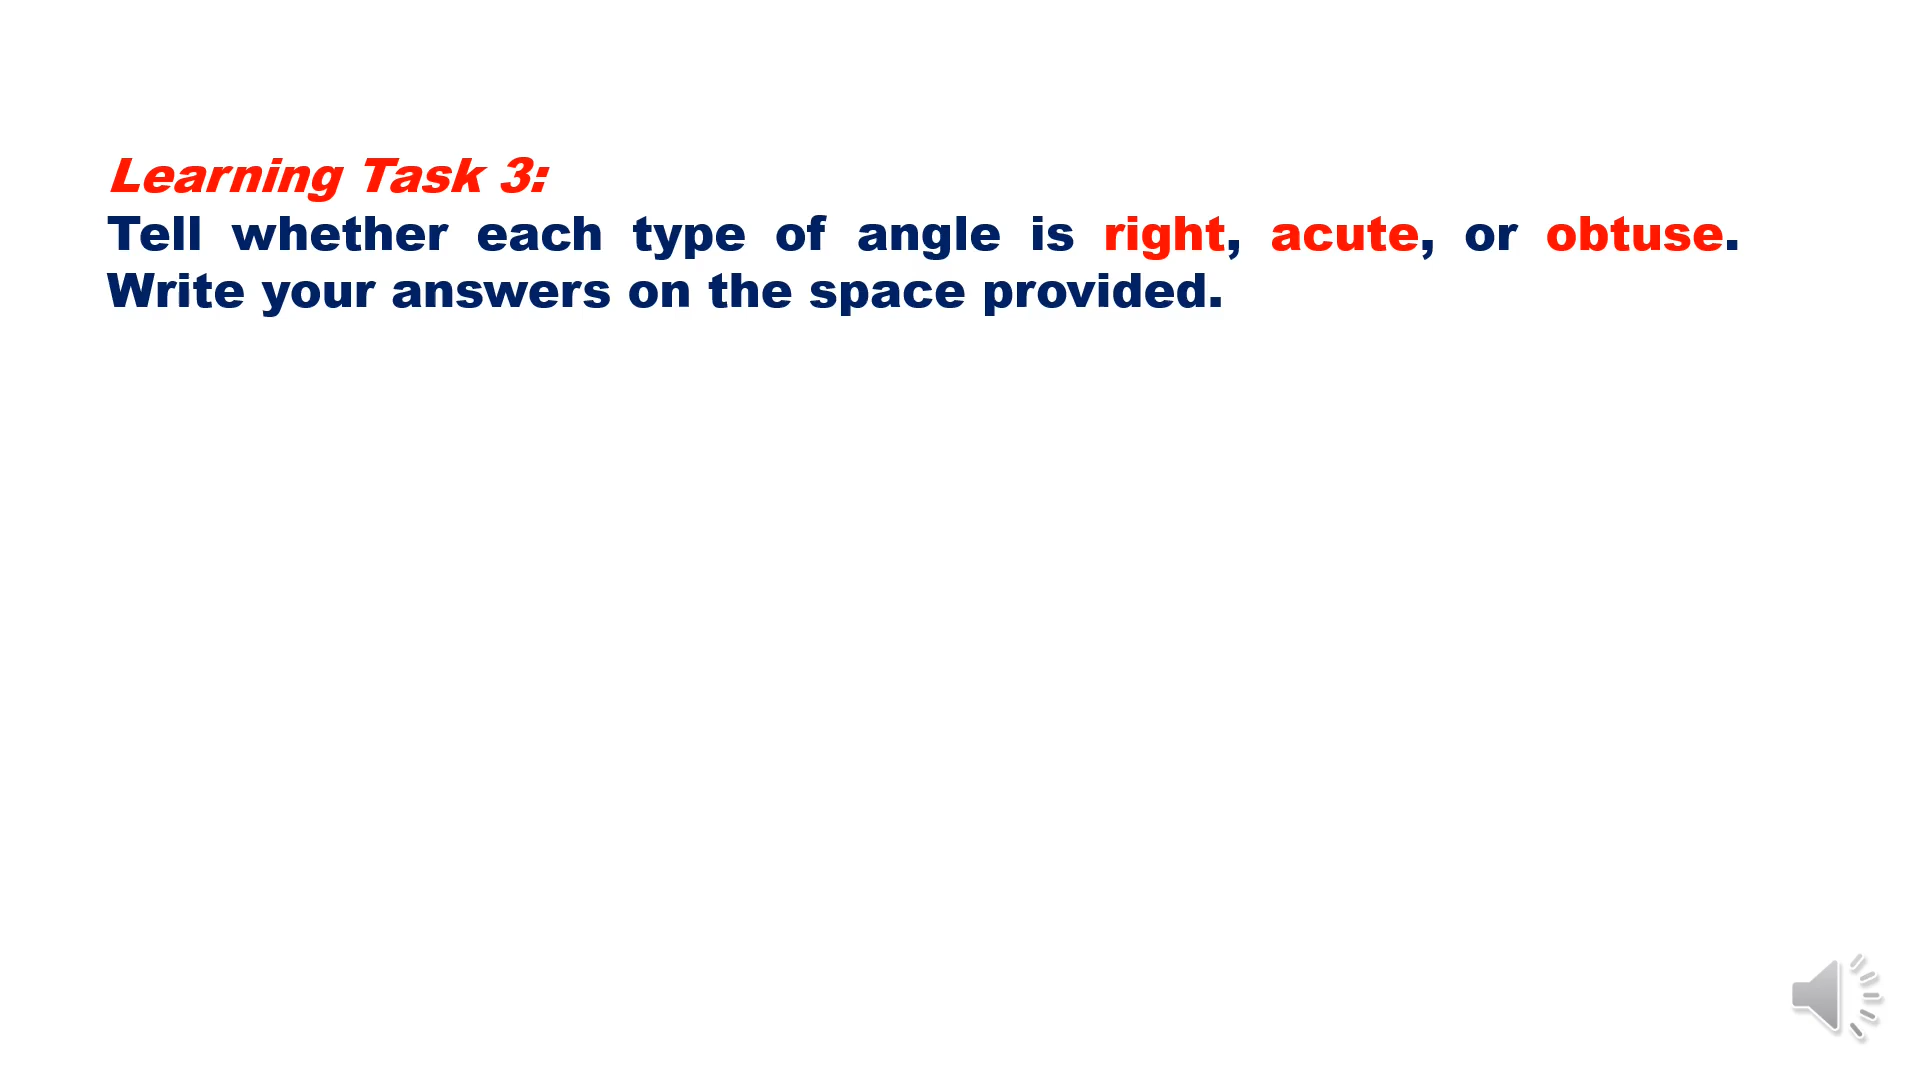 Learning Task 3:
Tell whether each type of angle is right, acute, or obtuse.
Write your answers on the space provided.